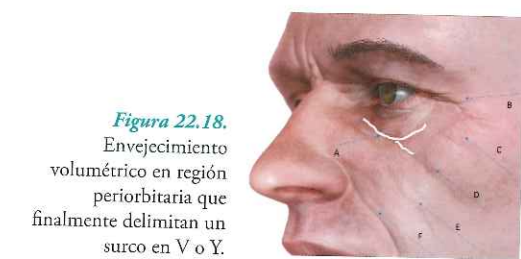 Figura 22.18.
Envejecimiento
volumétrico en región
periorbitaria que
finalmente delimitan un
surco en V o Y.
A
B
C
D
E
F